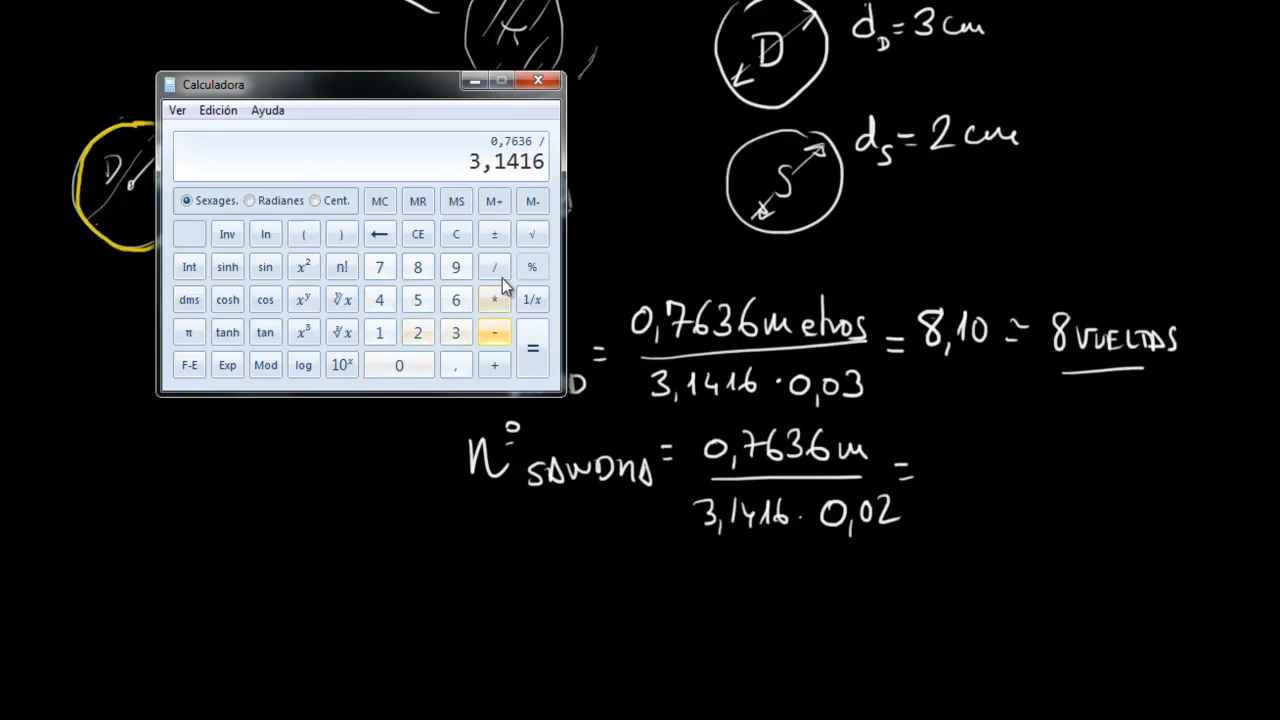 Calculadora
Ver Edición Ayuda
0,7636 /
3,1416
Sexages. Radianes Cent. MC MR MS M+ M-
Inv ln ( ) ← CE C ± √
Int sinh sin x² n! 7 8 9 / %
dms cosh cos xʸ ʸ√x 4 5 6 * 1/x
π tanh tan x³ ³√x 1 2 3 - =
F-E Exp Mod log 10ˣ 0 , +
D
D d_D = 3 cm
S d_S = 2 cm
D = 0,7636 metros / 3,1416 · 0,03 = 8,10 ≃ 8 VUELTAS
nº = 0,7636 m / 3,1416 · 0,02 =